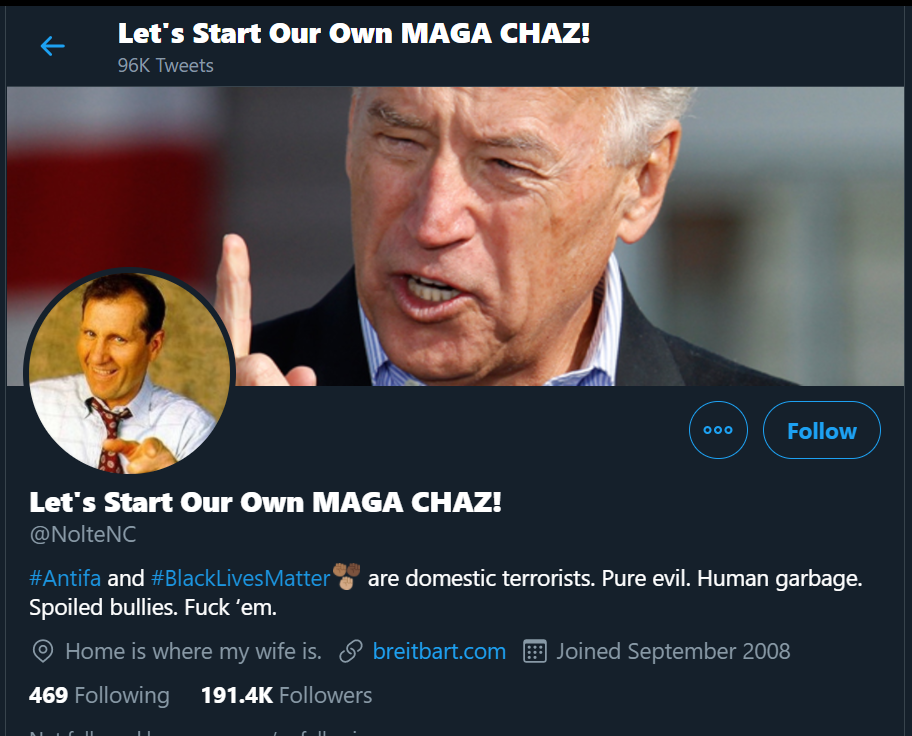 Let's Start Our Own MAGA CHAZ!
96K Tweets
Follow
Let's Start Our Own MAGA CHAZ!
@NolteNC
#Antifa and #BlackLivesMatter are domestic terrorists. Pure evil. Human garbage.
Spoiled bullies. Fuck ‘em.
Home is where my wife is. breitbart.com Joined September 2008
469 Following 191.4K Followers